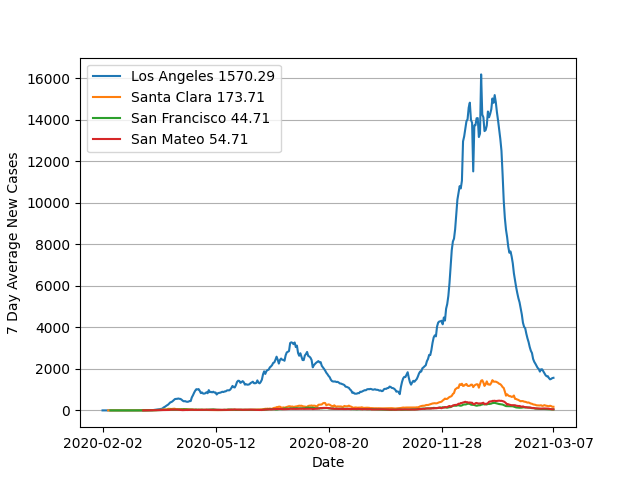 Los Angeles 1570.29
Santa Clara 173.71
San Francisco 44.71
San Mateo 54.71
7 Day Average New Cases
16000
14000
12000
10000
8000
6000
4000
2000
0
2020-02-02 2020-05-12 2020-08-20 2020-11-28 2021-03-07
Date